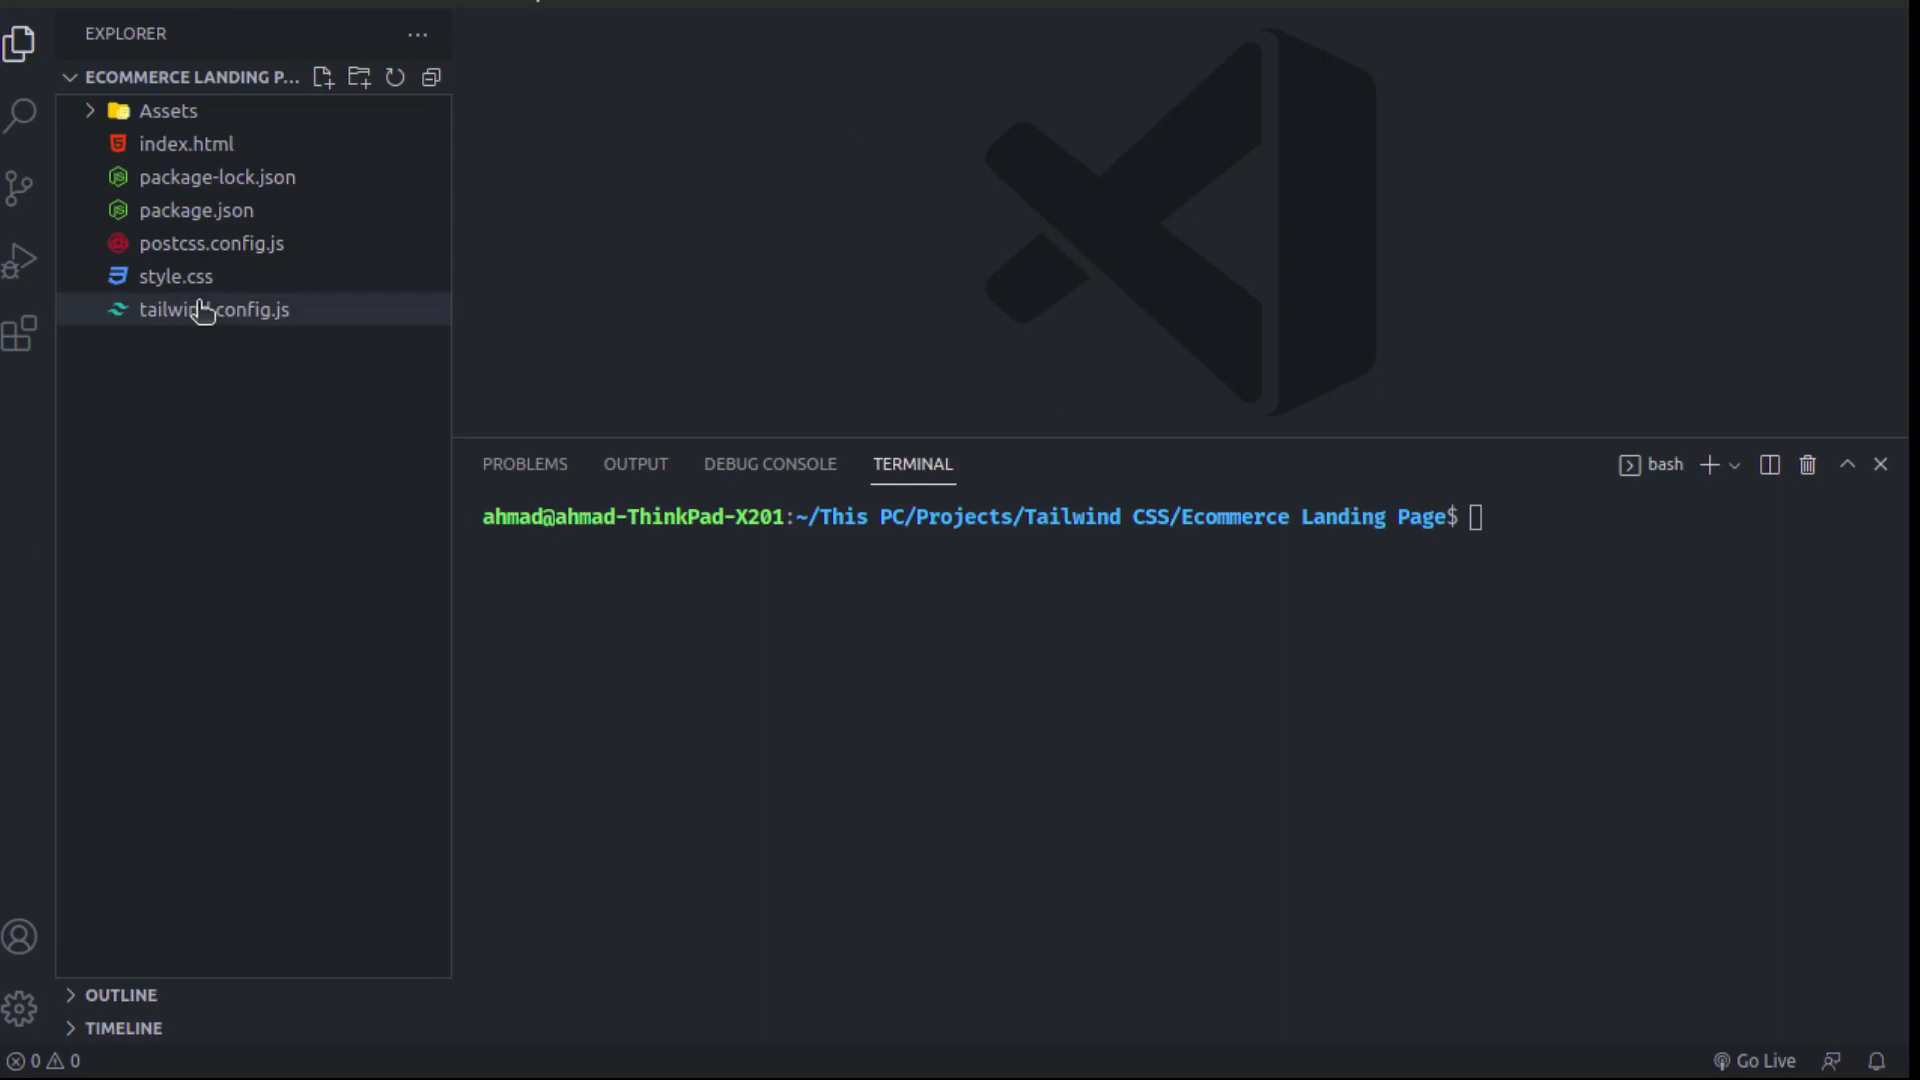 EXPLORER
ECOMMERCE LANDING P...
Assets
index.html
package-lock.json
package.json
postcss.config.js
style.css
tailwind.config.js
PROBLEMS OUTPUT DEBUG CONSOLE TERMINAL bash
ahmad@ahmad-ThinkPad-X201:~/This PC/Projects/Tailwind CSS/Ecommerce Landing Page$
OUTLINE
TIMELINE
0 0 Go Live